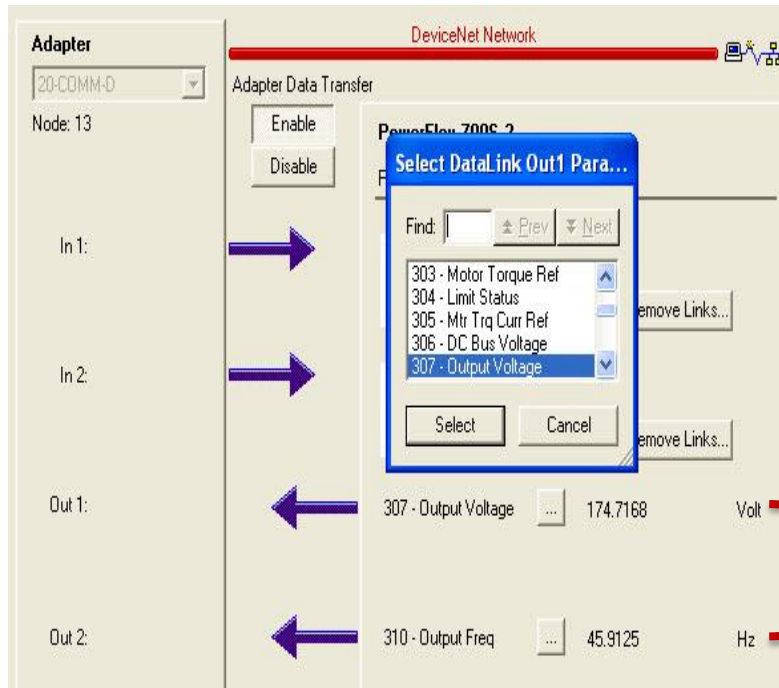 Adapter
DeviceNet Network
20-COMM-D
Adapter Data Transfer
Node: 13
Enable
Disable
PowerFlex 700S 2
Select DataLink Out1 Para...
F
Find:
Prev
Next
303 - Motor Torque Ref
304 - Limit Status
305 - Mtr Trq Curr Ref
306 - DC Bus Voltage
307 - Output Voltage
Select
Cancel
In 1:
emove Links...
In 2:
emove Links...
Out 1:
307 - Output Voltage
...
174.7168
Volt
Out 2:
310 - Output Freq
...
45.9125
Hz